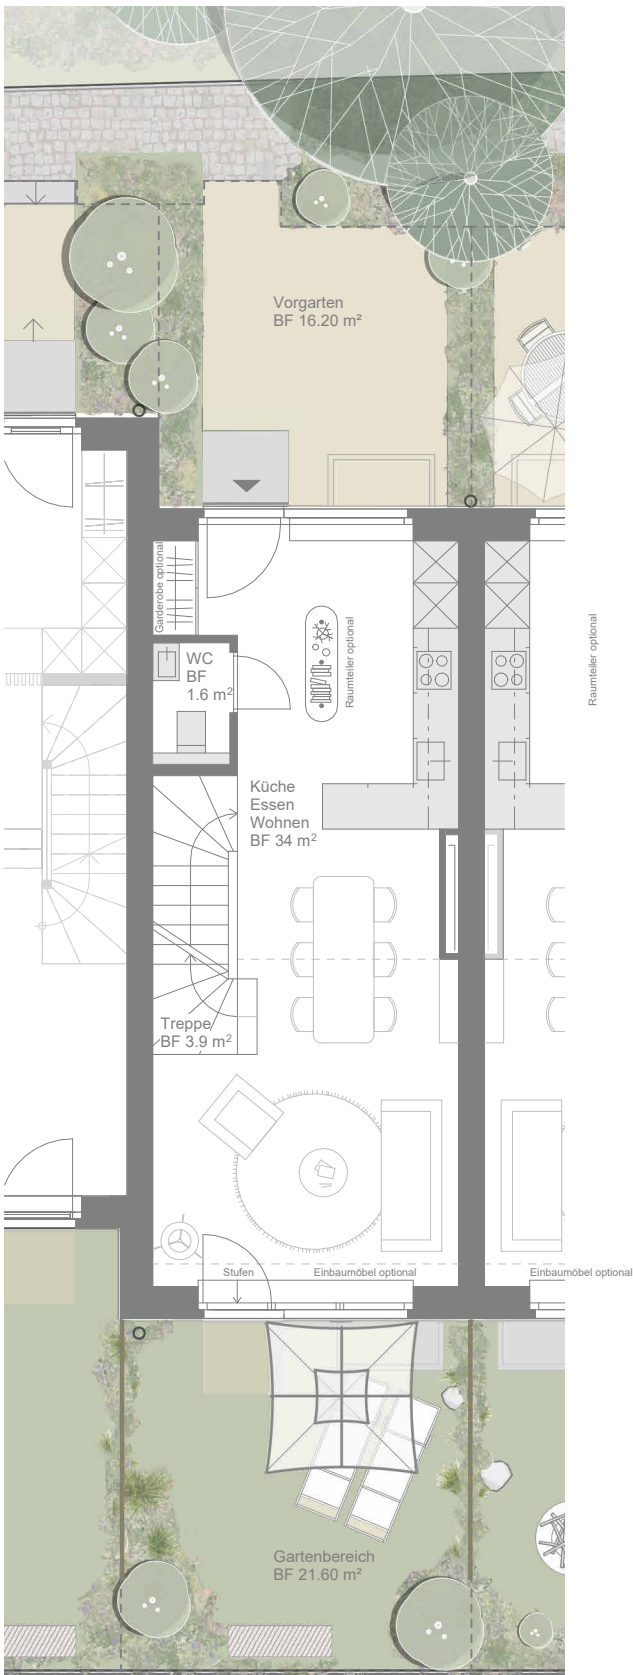 Vorgarten
BF 16.20 m²
Garderobe optional
WC
BF
1.6 m²
Raumteiler optional
Raumteiler optional
Küche
Essen
Wohnen
BF 34 m²
Treppe
BF 3.9 m²
Stufen
Einbaumöbel optional
Einbaumöbel optional
Gartenbereich
BF 21.60 m²